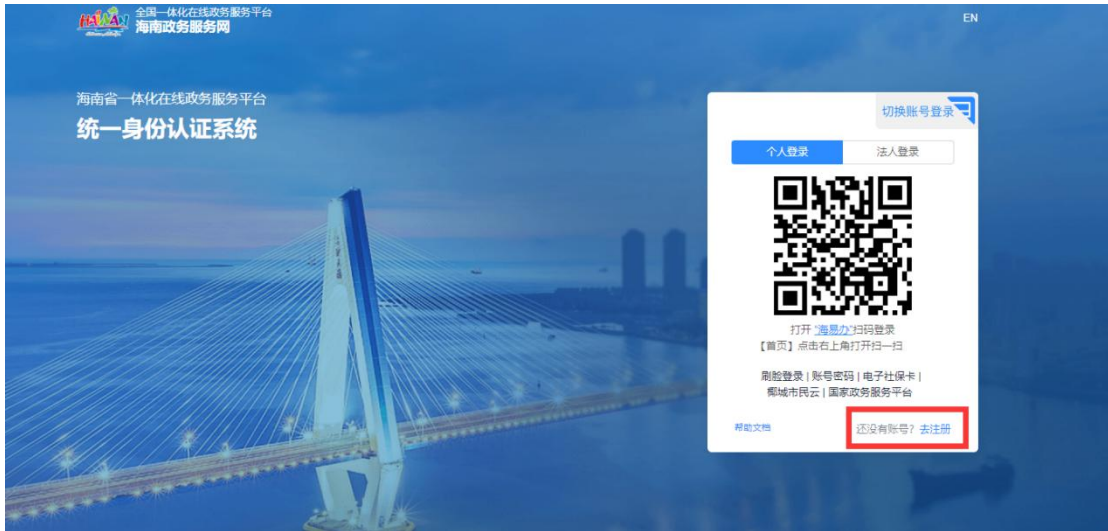 HAINAN
全国一体化在线政务服务平台
海南政务服务网
EN
海南省一体化在线政务服务平台
统一身份认证系统
切换账号登录
个人登录
法人登录
打开 "海易办"扫码登录
【首页】点击右上角打开扫一扫
刷脸登录 | 账号密码 | 电子社保卡 |
椰城市民云 | 国家政务服务平台
帮助文档
还没有账号？去注册